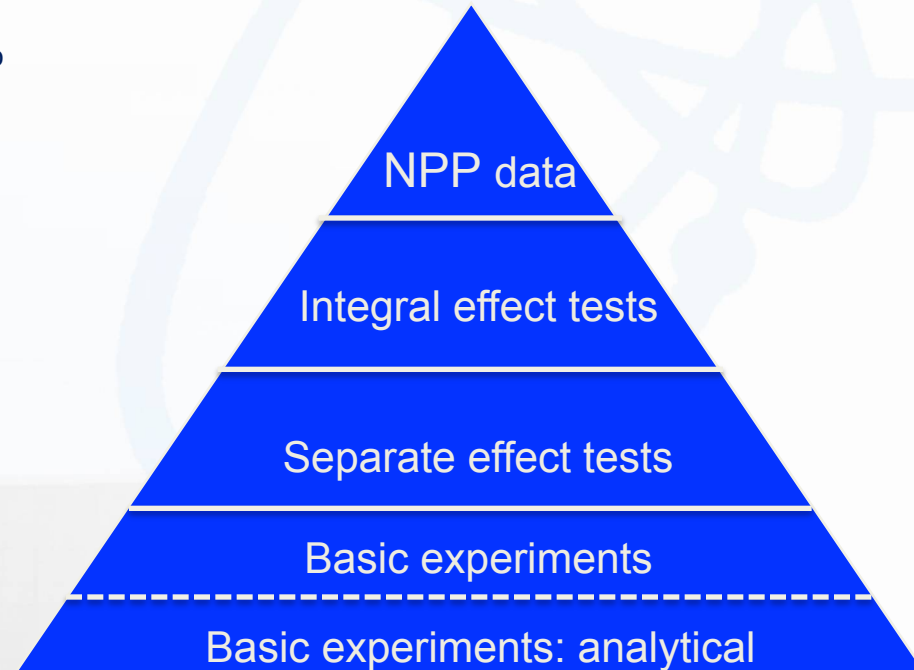 NPP data
Integral effect tests
Separate effect tests
Basic experiments
Basic experiments: analytical